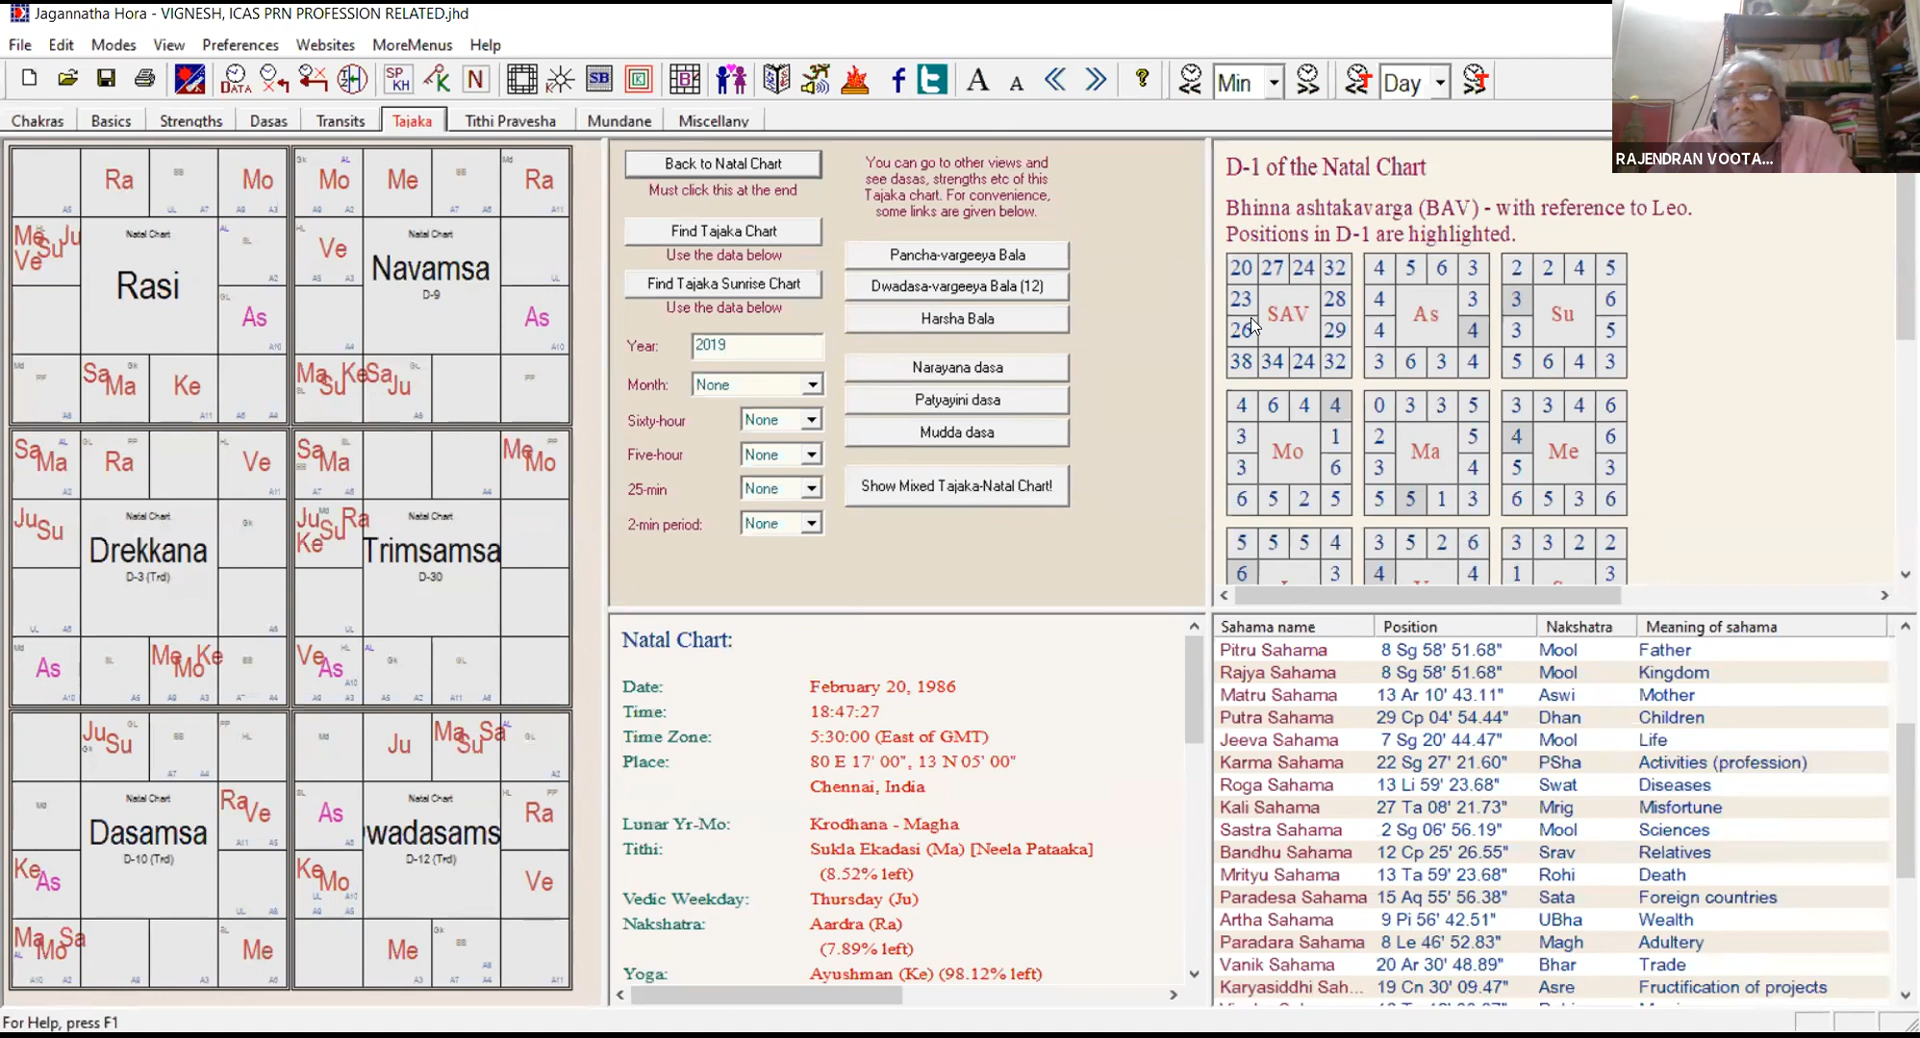 Jagannatha Hora - VIGNESH, ICAS PRN PROFESSION RELATED.jhd
File Edit Modes View Preferences Websites MoreMenus Help
DATA SP KH K N SB K B f t A A Min Day
RAJENDRAN VOOTA...
Chakras Basics Strengths Dasas Transits Tajaka Tithi Pravesha Mundane Miscellany
Ra Mo
Me Ju
Su
Ve
Natal Chart
Rasi
As
Sa
Ma Ke
Mo Me Ra
Ve
Natal Chart
Navamsa
D-9
As
Ma Ke Sa
Su Ju
Sa
Ma Ra Ve
Ju
Su
Natal Chart
Drekkana
D-3 (Trd)
As Me Ke
Mo
Sa
Ma Me
Mo
Ju Ra
Su
Ke
Natal Chart
Trimsamsa
D-30
Ve
As
Ju
Su
Natal Chart
Dasamsa
D-10 (Trd)
Ra
Ve
Ke
As
Ma Sa
Mo Me
Ju Ma Sa
Su
As
Natal Chart
Dwadasams
D-12 (Trd)
Ra
Ke
Mo Ve
Me
Back to Natal Chart
Must click this at the end
Find Tajaka Chart
Use the data below
Find Tajaka Sunrise Chart
Use the data below
Year: 2019
Month: None
Sixty-hour None
Five-hour None
25-min None
2-min period: None
You can go to other views and
see dasas, strengths etc of this
Tajaka chart. For convenience,
some links are given below.
Pancha-vargeeya Bala
Dwadasa-vargeeya Bala (12)
Harsha Bala
Narayana dasa
Patyayini dasa
Mudda dasa
Show Mixed Tajaka-Natal Chart!
D-1 of the Natal Chart
Bhinna ashtakavarga (BAV) - with reference to Leo.
Positions in D-1 are highlighted.
20 27 24 32 4 5 6 3 2 2 4 5
23 28 4 3 3 6
SAV As Su
26 29 4 4 3 5
38 34 24 32 3 6 3 4 5 6 4 3
4 6 4 4 0 3 3 5 3 3 4 6
3 1 2 5 4 6
Mo Ma Me
3 6 3 4 5 3
6 5 2 5 5 5 1 3 6 5 3 6
5 5 5 4 3 5 2 6 3 3 2 2
6 3 4 4 1 3
Natal Chart:
Date: February 20, 1986
Time: 18:47:27
Time Zone: 5:30:00 (East of GMT)
Place: 80 E 17' 00", 13 N 05' 00"
Chennai, India
Lunar Yr-Mo: Krodhana - Magha
Tithi: Sukla Ekadasi (Ma) [Neela Pataaka]
(8.52% left)
Vedic Weekday: Thursday (Ju)
Nakshatra: Aardra (Ra)
(7.89% left)
Yoga: Ayushman (Ke) (98.12% left)
Sahama name Position Nakshatra Meaning of sahama
Pitru Sahama 8 Sg 58' 51.68" Mool Father
Rajya Sahama 8 Sg 58' 51.68" Mool Kingdom
Matru Sahama 13 Ar 10' 43.11" Aswi Mother
Putra Sahama 29 Cp 04' 54.44" Dhan Children
Jeeva Sahama 7 Sg 20' 44.47" Mool Life
Karma Sahama 22 Sg 27' 21.60" PSha Activities (profession)
Roga Sahama 13 Li 59' 23.68" Swat Diseases
Kali Sahama 27 Ta 08' 21.73" Mrig Misfortune
Sastra Sahama 2 Sg 06' 56.19" Mool Sciences
Bandhu Sahama 12 Cp 25' 26.55" Srav Relatives
Mrityu Sahama 13 Ta 59' 23.68" Rohi Death
Paradesa Sahama 15 Aq 55' 56.38" Sata Foreign countries
Artha Sahama 9 Pi 56' 42.51" UBha Wealth
Paradara Sahama 8 Le 46' 52.83" Magh Adultery
Vanik Sahama 20 Ar 30' 48.89" Bhar Trade
Karyasiddhi Sah... 19 Cn 30' 09.47" Asre Fructification of projects
For Help, press F1